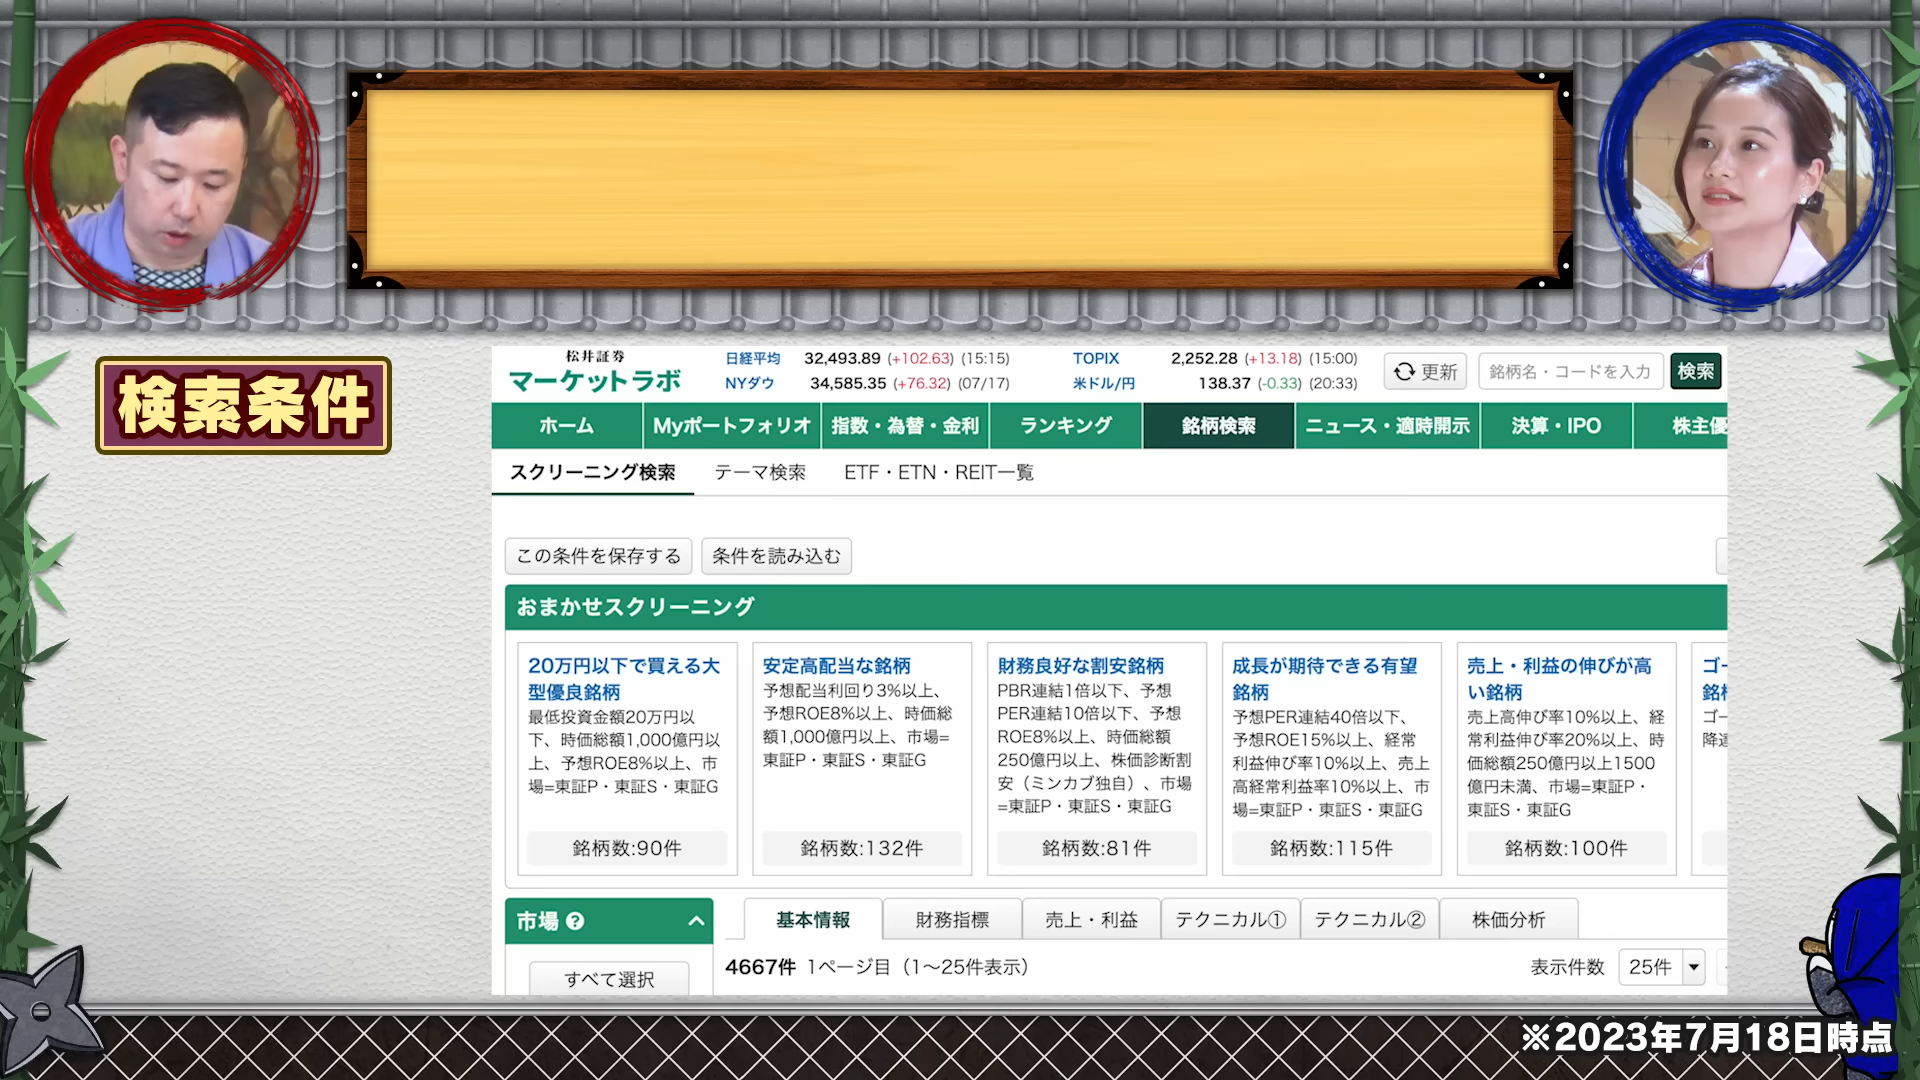 検索条件
松井証券
マーケットラボ
日経平均 32,493.89 (+102.63) (15:15) TOPIX 2,252.28 (+13.18) (15:00)
NYダウ 34,585.35 (+76.32) (07/17) 米ドル/円 138.37 (-0.33) (20:33)
更新 銘柄名・コードを入力 検索
ホーム Myポートフォリオ 指数・為替・金利 ランキング 銘柄検索 ニュース・適時開示 決算・IPO 株主優
スクリーニング検索 テーマ検索 ETF・ETN・REIT一覧
この条件を保存する 条件を読み込む
おまかせスクリーニング
20万円以下で買える大
型優良銘柄
最低投資金額20万円以
下、時価総額1,000億円以
上、予想ROE8%以上、市
場=東証P・東証S・東証G
銘柄数:90件
安定高配当な銘柄
予想配当利回り3%以上、
予想ROE8%以上、時価総
額1,000億円以上、市場=
東証P・東証S・東証G
銘柄数:132件
財務良好な割安銘柄
PBR連結1倍以下、予想
PER連結10倍以下、予想
ROE8%以上、時価総額
250億円以上、株価診断割
安（ミンカブ独自）、市場
=東証P・東証S・東証G
銘柄数:81件
成長が期待できる有望
銘柄
予想PER連結40倍以下、
予想ROE15%以上、経常
利益伸び率10%以上、売上
高経常利益率10%以上、市
場=東証P・東証S・東証G
銘柄数:115件
売上・利益の伸びが高
い銘柄
売上高伸び率10%以上、経
常利益伸び率20%以上、時
価総額250億円以上1500
億円未満、市場=東証P・
東証S・東証G
銘柄数:100件
ゴー
銘柄
ゴー
降速
市場 ?
すべて選択
基本情報 財務指標 売上・利益 テクニカル① テクニカル② 株価分析
4667件 1ページ目（1〜25件表示） 表示件数 25件
※2023年7月18日時点